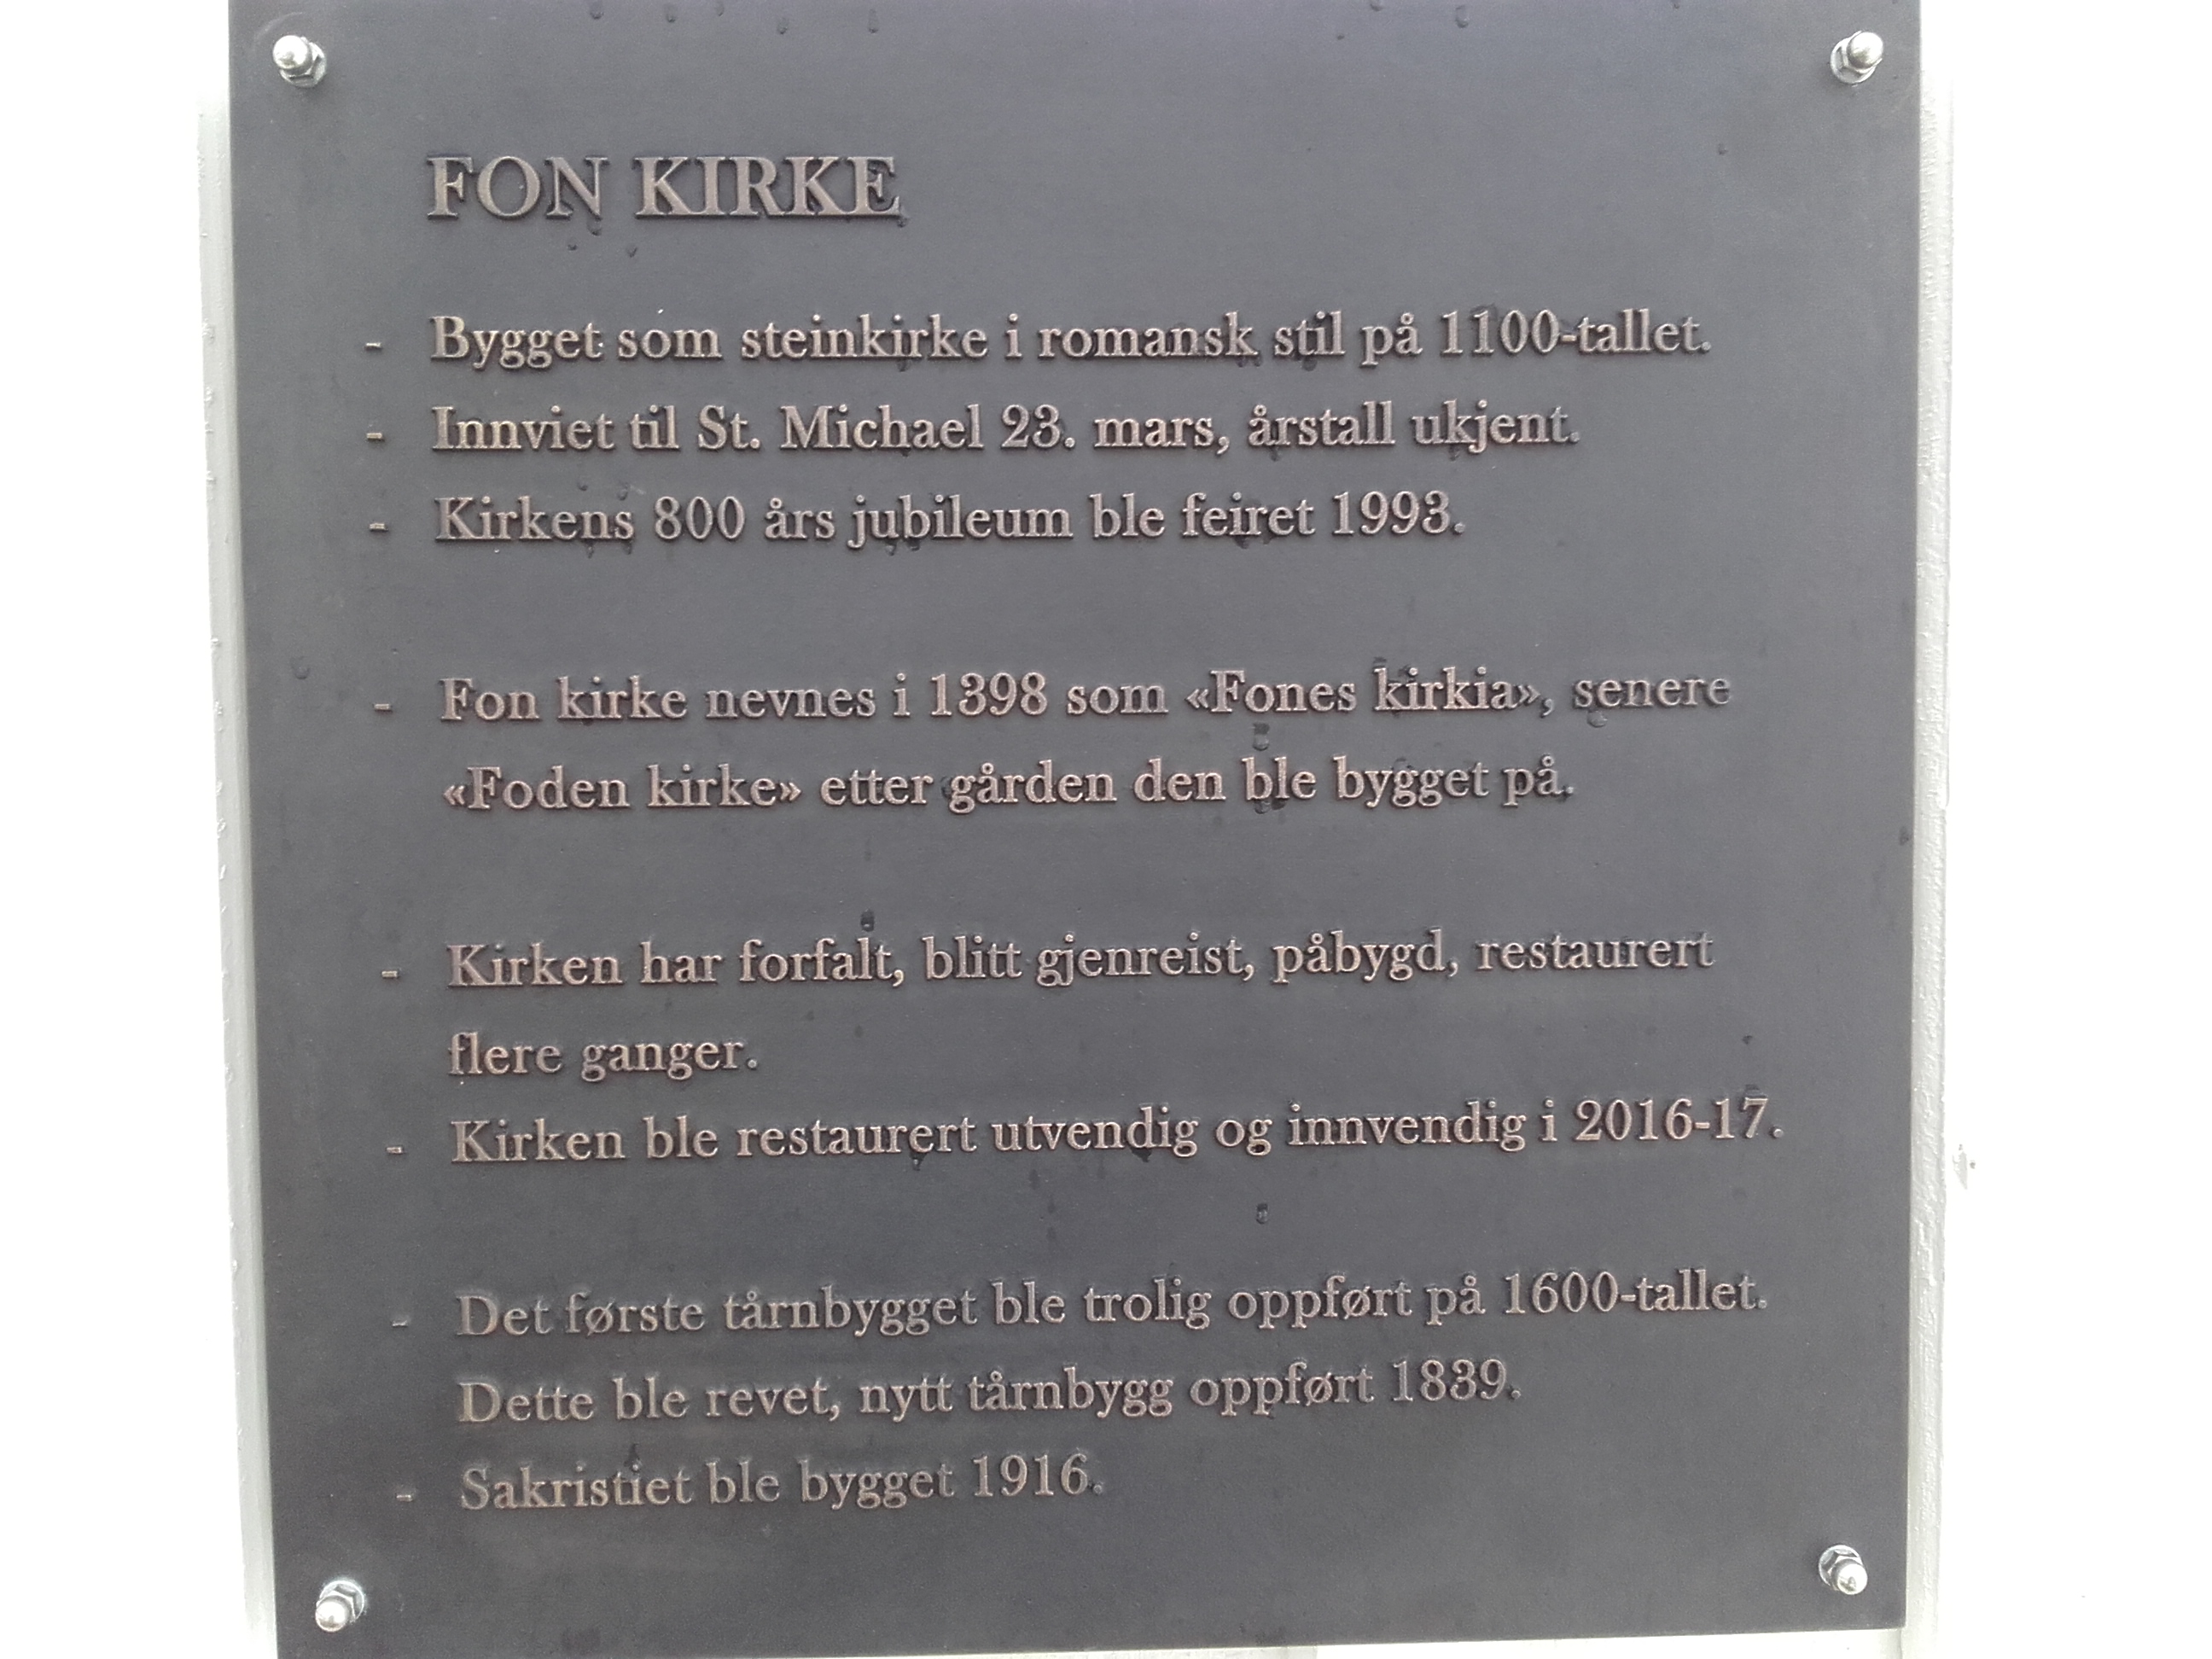 FON KIRKE
- Bygget som steinkirke i romansk stil på 1100-tallet.
- Innviet til St. Michael 23. mars, årstall ukjent.
- Kirkens 800 års jubileum ble feiret 1993.
- Fon kirke nevnes i 1398 som «Fones kirkia», senere
«Foden kirke» etter gården den ble bygget på.
- Kirken har forfalt, blitt gjenreist, påbygd, restaurert
flere ganger.
- Kirken ble restaurert utvendig og innvendig i 2016-17.
- Det første tårnbygget ble trolig oppført på 1600-tallet.
Dette ble revet, nytt tårnbygg oppført 1839.
- Sakristiet ble bygget 1916.